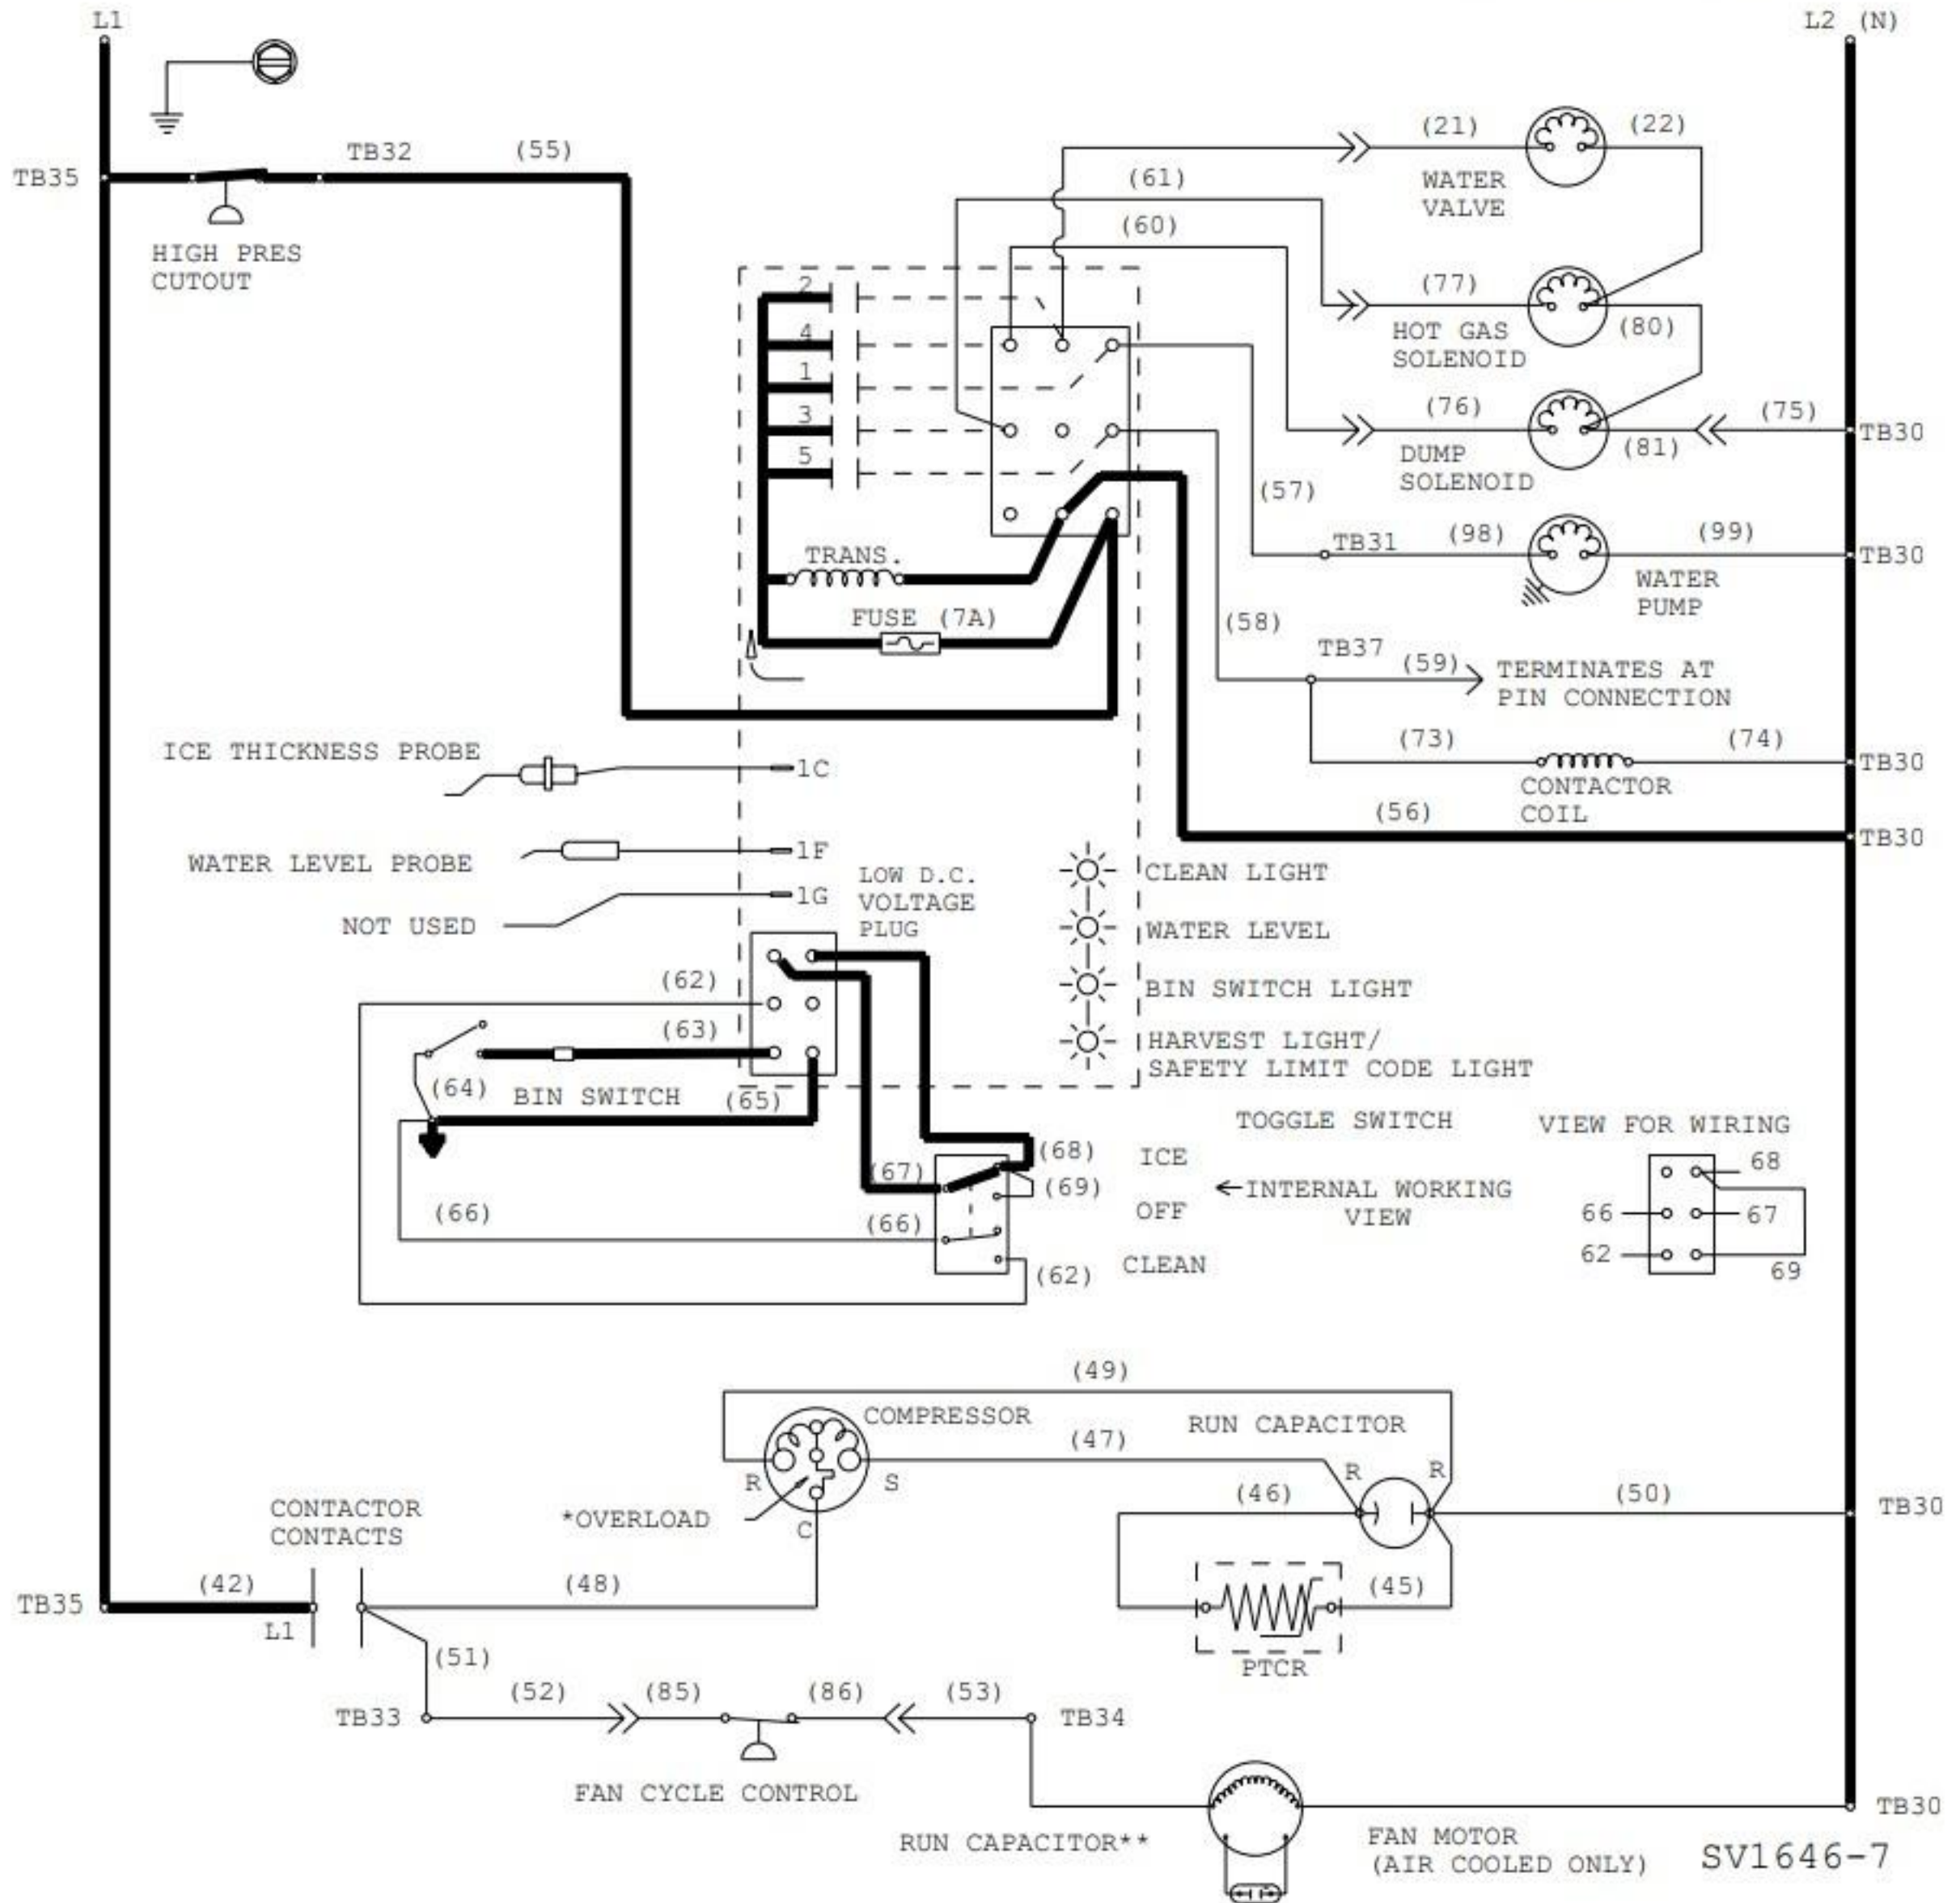 L1
L2 (N)
(21)
(22)
TB32
(55)
TB35
(61)
WATER
VALVE
(60)
HIGH PRES
CUTOUT
2
(77)
4
HOT GAS
SOLENOID
(80)
1
3
(76)
(75)
TB30
5
DUMP
SOLENOID
(81)
(57)
TB31
(98)
(99)
TB30
TRANS.
WATER
PUMP
FUSE (7A)
(58)
TB37
(59)
TERMINATES AT
PIN CONNECTION
ICE THICKNESS PROBE
1C
(73)
(74)
TB30
CONTACTOR
COIL
(56)
TB30
WATER LEVEL PROBE
1F
LOW D.C.
VOLTAGE
PLUG
CLEAN LIGHT
1G
NOT USED
WATER LEVEL
(62)
BIN SWITCH LIGHT
(63)
HARVEST LIGHT/
SAFETY LIMIT CODE LIGHT
(64)
BIN SWITCH
(65)
TOGGLE SWITCH
VIEW FOR WIRING
(68)
ICE
68
(67)
(69)
INTERNAL WORKING
VIEW
(66)
(66)
OFF
66
67
(62)
CLEAN
62
69
(49)
COMPRESSOR
RUN CAPACITOR
(47)
R
S
R
R
*OVERLOAD
C
(46)
(50)
TB30
CONTACTOR
CONTACTS
(42)
(48)
(45)
TB35
L1
PTCR
(51)
(52)
(85)
(86)
(53)
TB33
TB34
FAN CYCLE CONTROL
TB30
RUN CAPACITOR**
FAN MOTOR
(AIR COOLED ONLY)
SV1646-7